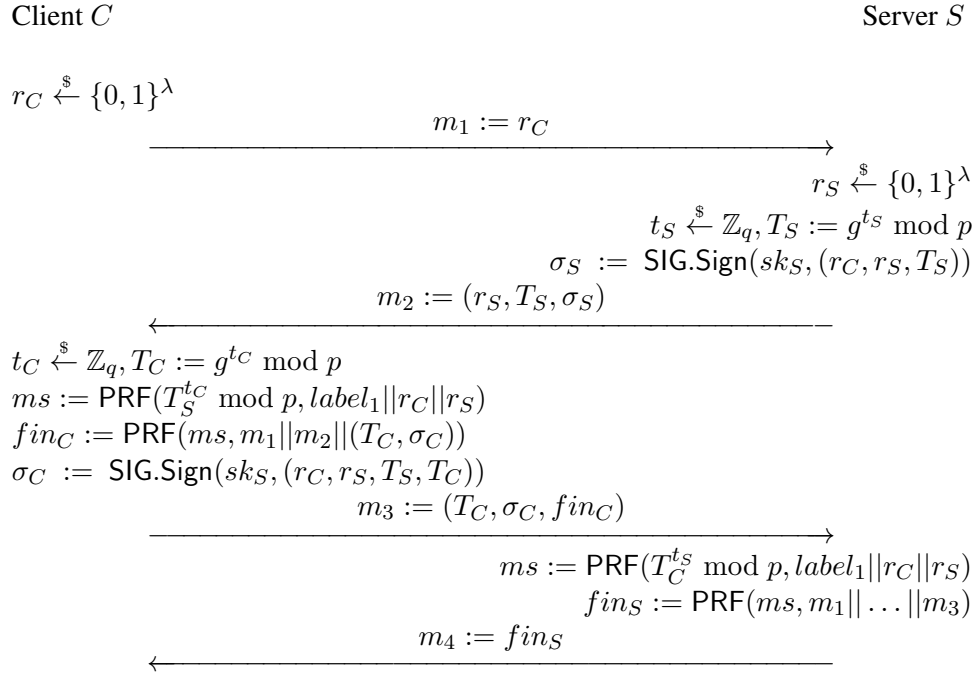 Client C Server S
r_C ←$ {0, 1}^λ
m_1 := r_C
r_S ←$ {0, 1}^λ
t_S ←$ ℤ_q, T_S := g^{t_S} mod p
σ_S := SIG.Sign(sk_S, (r_C, r_S, T_S))
m_2 := (r_S, T_S, σ_S)
t_C ←$ ℤ_q, T_C := g^{t_C} mod p
ms := PRF(T_S^{t_C} mod p, label_1||r_C||r_S)
fin_C := PRF(ms, m_1||m_2||(T_C, σ_C))
σ_C := SIG.Sign(sk_S, (r_C, r_S, T_S, T_C))
m_3 := (T_C, σ_C, fin_C)
ms := PRF(T_C^{t_S} mod p, label_1||r_C||r_S)
fin_S := PRF(ms, m_1|| . . . ||m_3)
m_4 := fin_S